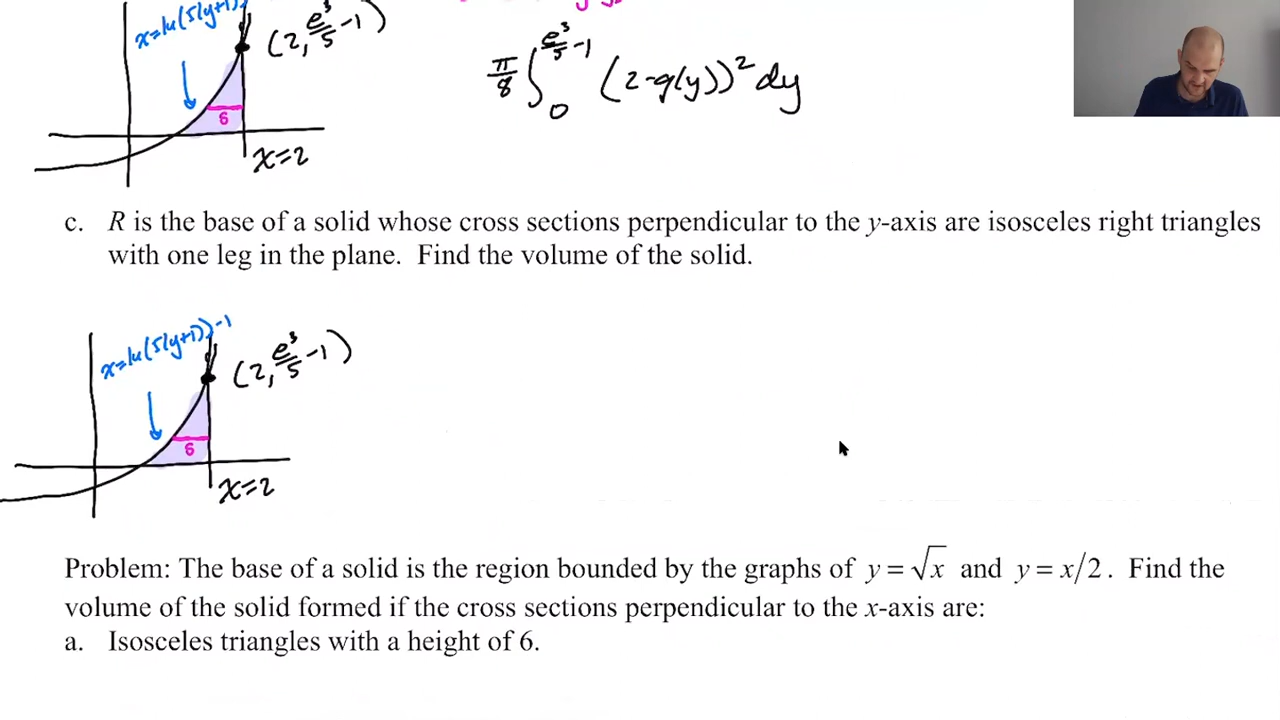 x=ln(5(y+1))
(2, e³/5 -1)
π/8 ∫₀^(e³/5 -1) (2-g(y))² dy
6
x=2
c. R is the base of a solid whose cross sections perpendicular to the y-axis are isosceles right triangles
with one leg in the plane. Find the volume of the solid.
x=ln(5(y+1))-1
(2, e³/5 -1)
6
x=2
Problem: The base of a solid is the region bounded by the graphs of y = √x and y = x/2. Find the
volume of the solid formed if the cross sections perpendicular to the x-axis are:
a. Isosceles triangles with a height of 6.